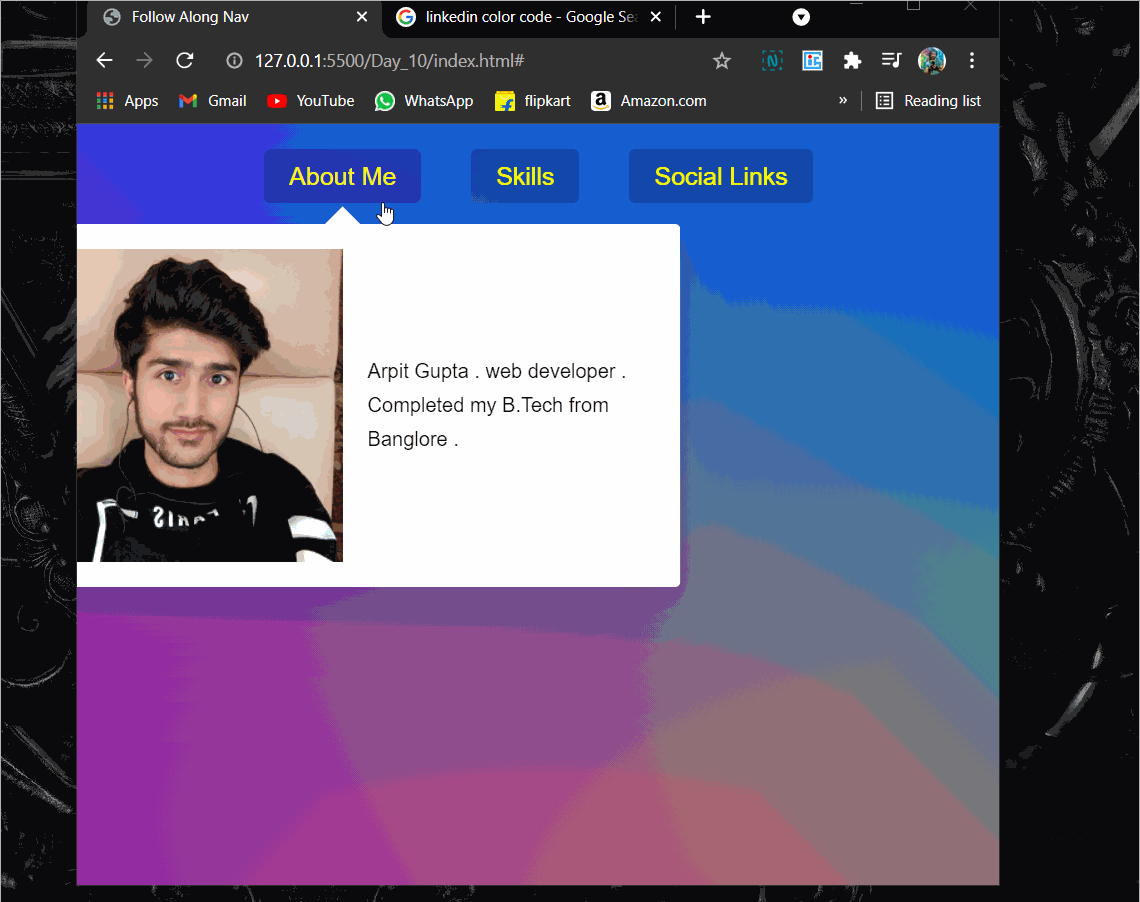 Follow Along Nav
linkedin color code - Google Sea
127.0.0.1:5500/Day_10/index.html#
Apps Gmail YouTube WhatsApp flipkart Amazon.com » Reading list
About Me Skills Social Links
Arpit Gupta . web developer .
Completed my B.Tech from
Banglore .